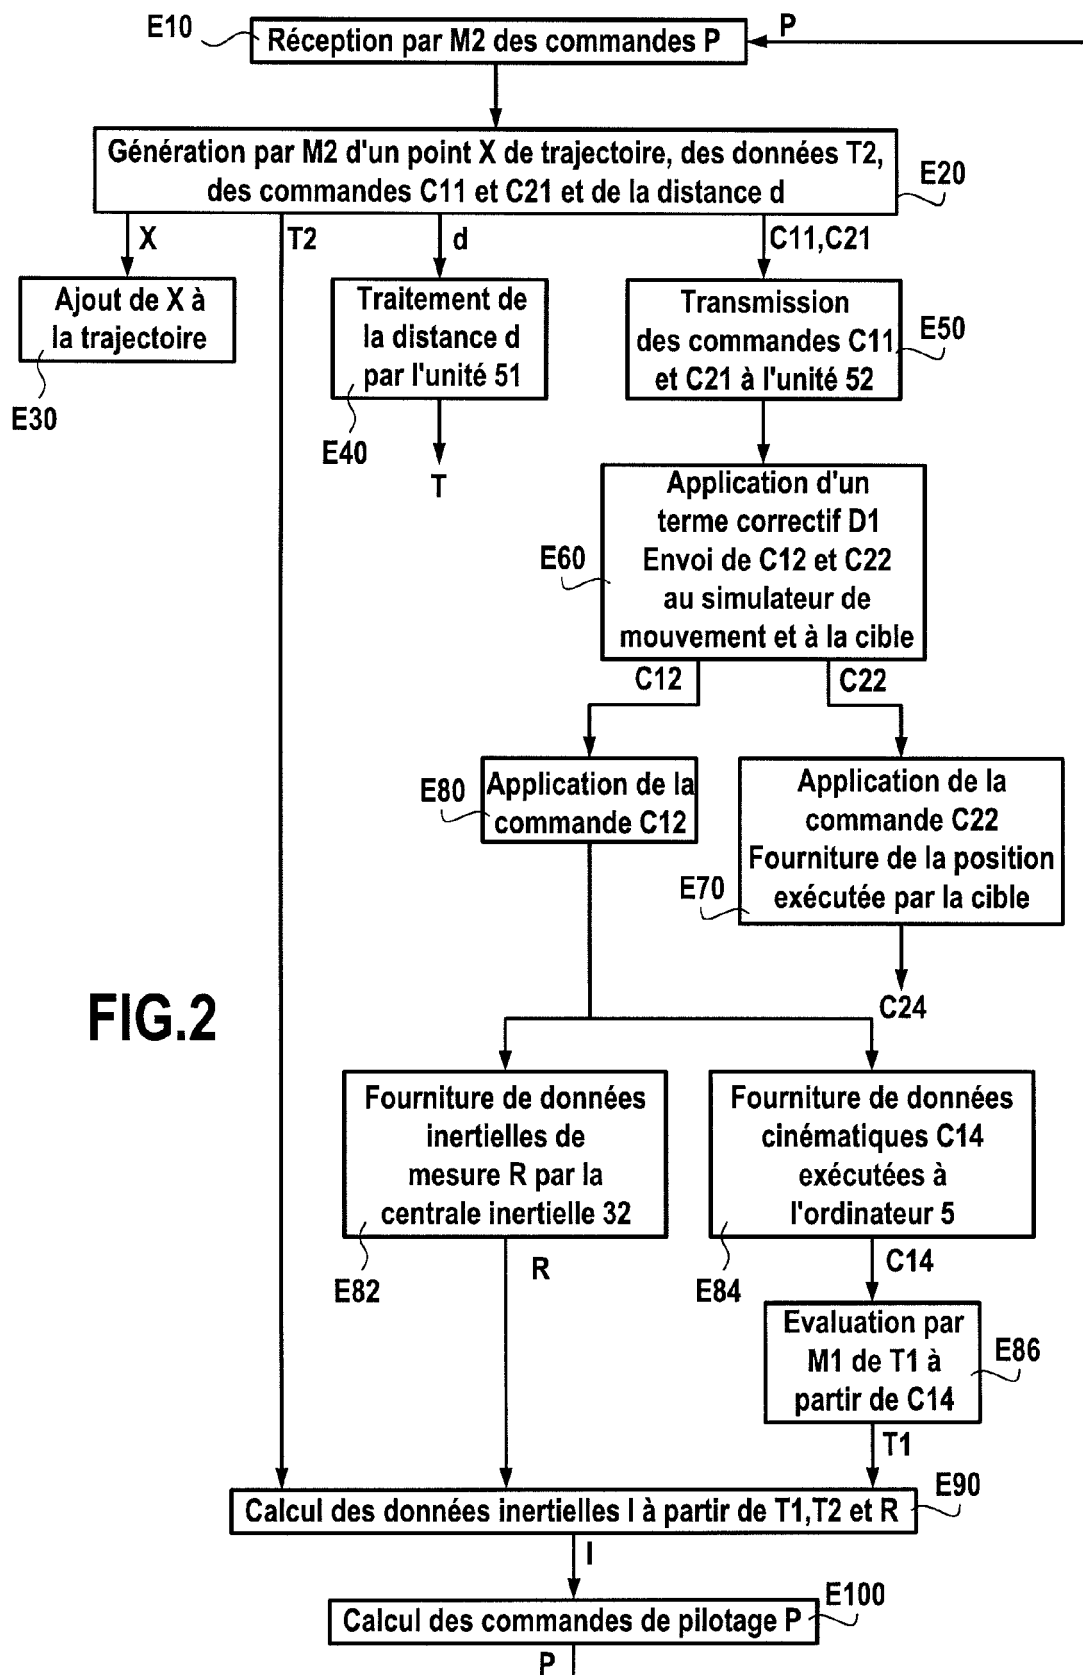 E10
Réception par M2 des commandes P
P
Génération par M2 d'un point X de trajectoire, des données T2,
des commandes C11 et C21 et de la distance d
E20
X
T2
d
C11,C21
Ajout de X à
la trajectoire
E30
Traitement de
la distance d
par l'unité 51
E40
T
Transmission
des commandes C11
et C21 à l'unité 52
E50
Application d'un
terme correctif D1
Envoi de C12 et C22
au simulateur de
mouvement et à la cible
E60
C12
C22
E80
Application de la
commande C12
Application de la
commande C22
Fourniture de la position
exécutée par la cible
E70
C24
FIG.2
Fourniture de données
inertielles de
mesure R par la
centrale inertielle 32
E82
R
Fourniture de données
cinématiques C14
exécutées à
l'ordinateur 5
E84
C14
Evaluation par
M1 de T1 à
partir de C14
E86
T1
Calcul des données inertielles I à partir de T1,T2 et R
E90
I
Calcul des commandes de pilotage P
E100
P